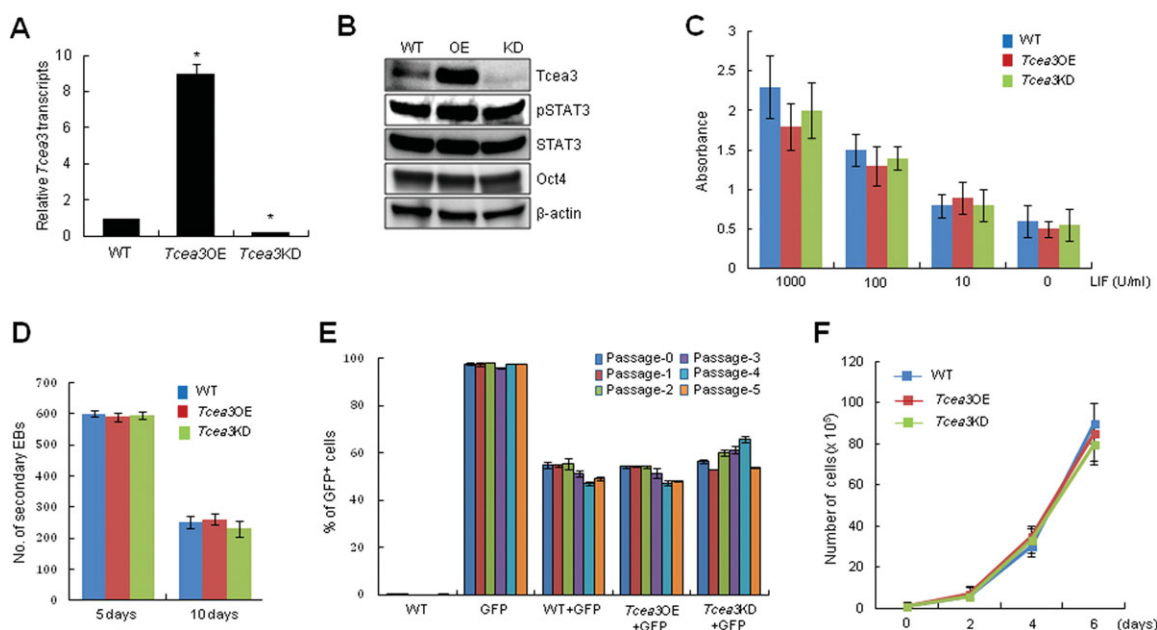 A
Relative Tcea3 transcripts
10
8
6
4
2
0
*
*
WT
Tcea3OE
Tcea3KD
B
WT OE KD
Tcea3
pSTAT3
STAT3
Oct4
β-actin
C
WT
Tcea3OE
Tcea3KD
Absorbance
3
2.5
2
1.5
1
0.5
0
1000 100 10 0 LIF (U/ml)
D
WT
Tcea3OE
Tcea3KD
No. of secondary EBs
700
600
500
400
300
200
100
0
5 days 10 days
E
Passage-0 Passage-3
Passage-1 Passage-4
Passage-2 Passage-5
% of GFP+ cells
100
80
60
40
20
0
WT GFP WT+GFP Tcea3OE Tcea3KD
+GFP +GFP
F
WT
Tcea3OE
Tcea3KD
120
100
80
60
40
20
0
0 2 4 6 (days)